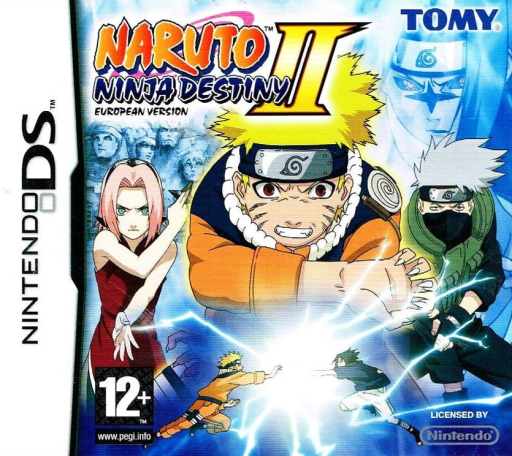 TOMY
NARUTO™
NINJA DESTINY II
EUROPEAN VERSION
NINTENDO DS™
12+
www.pegi.info
LICENSED BY
Nintendo